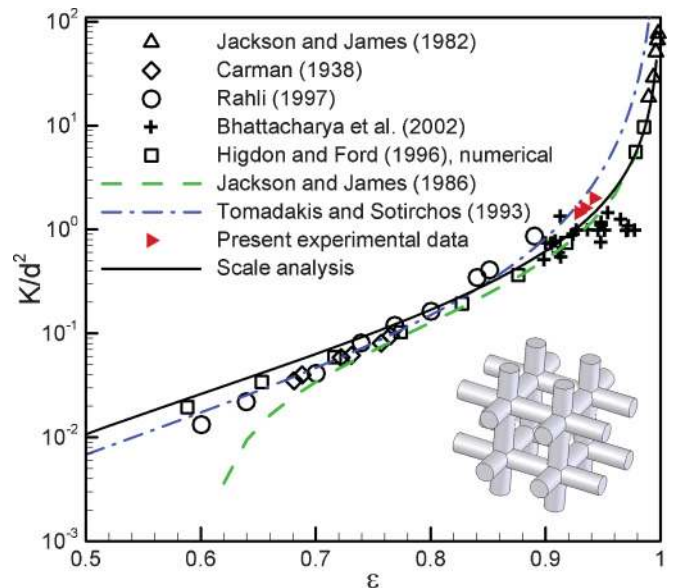 10²
Jackson and James (1982)
Carman (1938)
Rahli (1997)
10¹
Bhattacharya et al. (2002)
Higdon and Ford (1996), numerical
Jackson and James (1986)
Tomadakis and Sotirchos (1993)
10⁰
Present experimental data
Scale analysis
K/d²
10⁻¹
10⁻²
10⁻³
0.5 0.6 0.7 0.8 0.9 1
ε